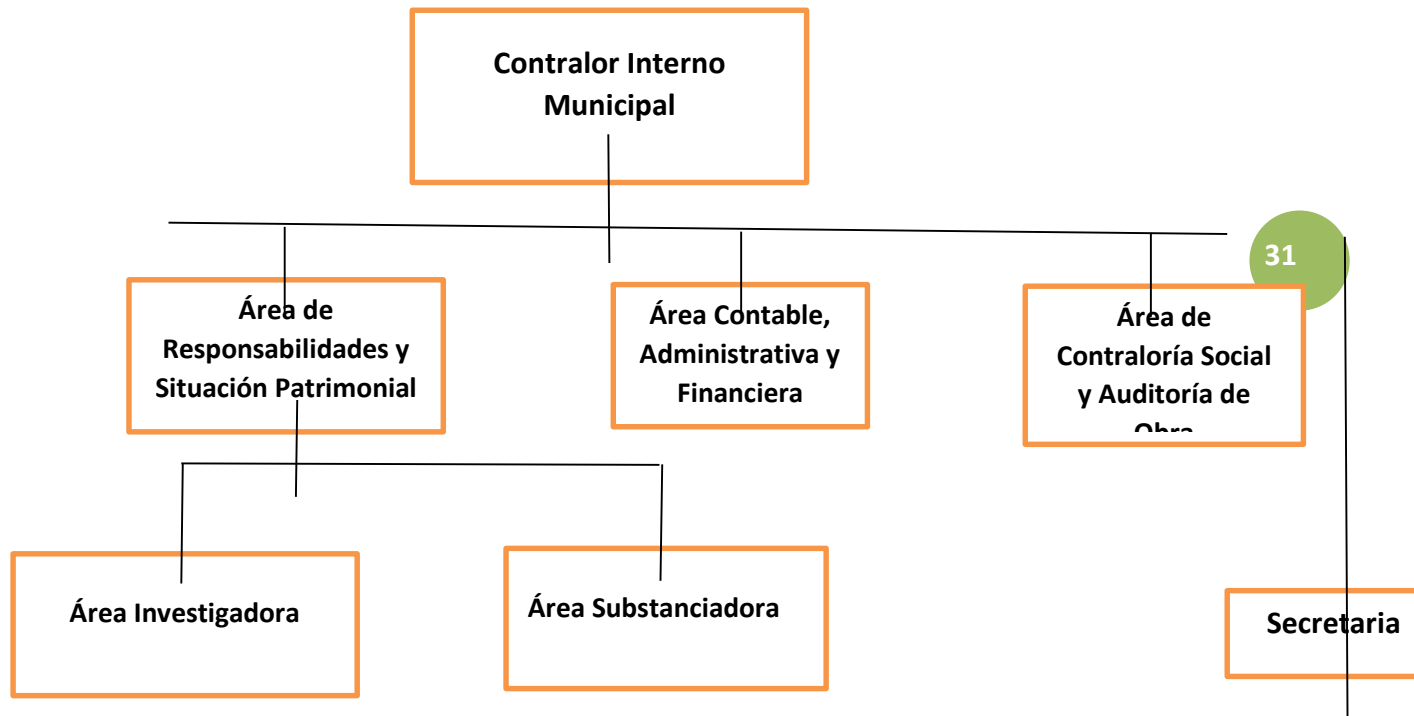 Contralor Interno
Municipal
31
Área de
Responsabilidades y
Situación Patrimonial
Área Contable,
Administrativa y
Financiera
Área de
Contraloría Social
y Auditoría de
Obra
Área Investigadora
Área Substanciadora
Secretaria